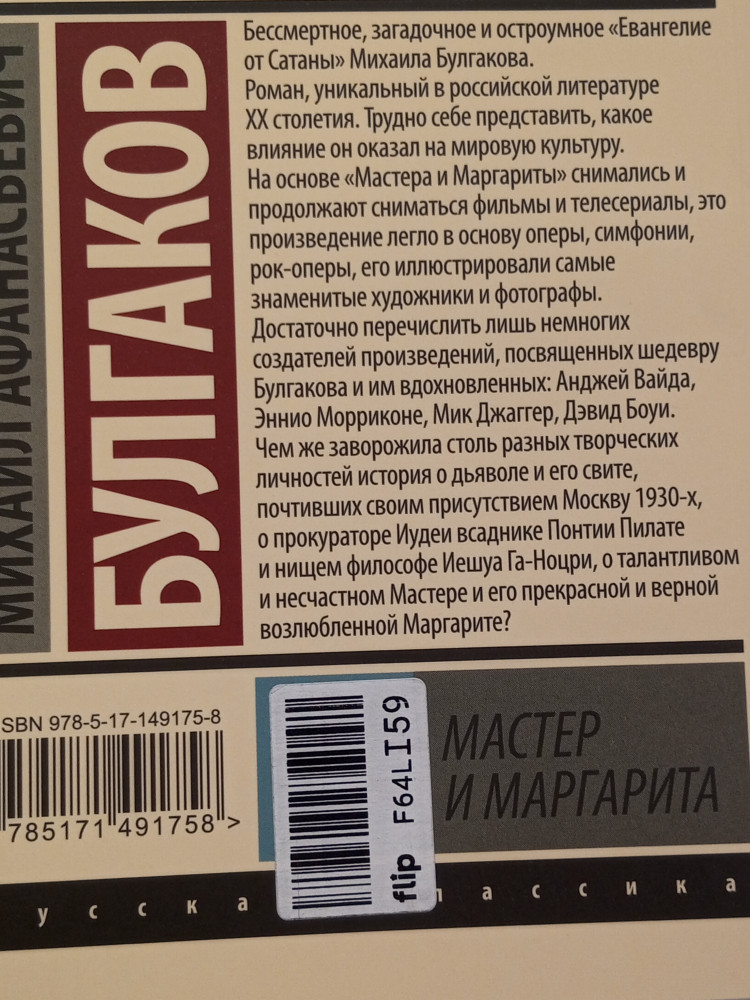 МИХАИЛ АФАНАСЬЕВИЧ
БУЛГАКОВ
Бессмертное, загадочное и остроумное «Евангелие
от Сатаны» Михаила Булгакова.
Роман, уникальный в российской литературе
XX столетия. Трудно себе представить, какое
влияние он оказал на мировую культуру.
На основе «Мастера и Маргариты» снимались и
продолжают сниматься фильмы и телесериалы, это
произведение легло в основу оперы, симфонии,
рок-оперы, его иллюстрировали самые
знаменитые художники и фотографы.
Достаточно перечислить лишь немногих
создателей произведений, посвященных шедевру
Булгакова и им вдохновленных: Анджей Вайда,
Эннио Морриконе, Мик Джаггер, Дэвид Боуи.
Чем же заворожила столь разных творческих
личностей история о дьяволе и его свите,
почтивших своим присутствием Москву 1930-х,
о прокураторе Иудеи всаднике Понтии Пилате
и нищем философе Иешуа Га-Ноцри, о талантливом
и несчастном Мастере и его прекрасной и верной
возлюбленной Маргарите?
SBN 978-5-17-149175-8
785171 491758 >
flip F64LI59
МАСТЕР
И МАРГАРИТА
усска лассика